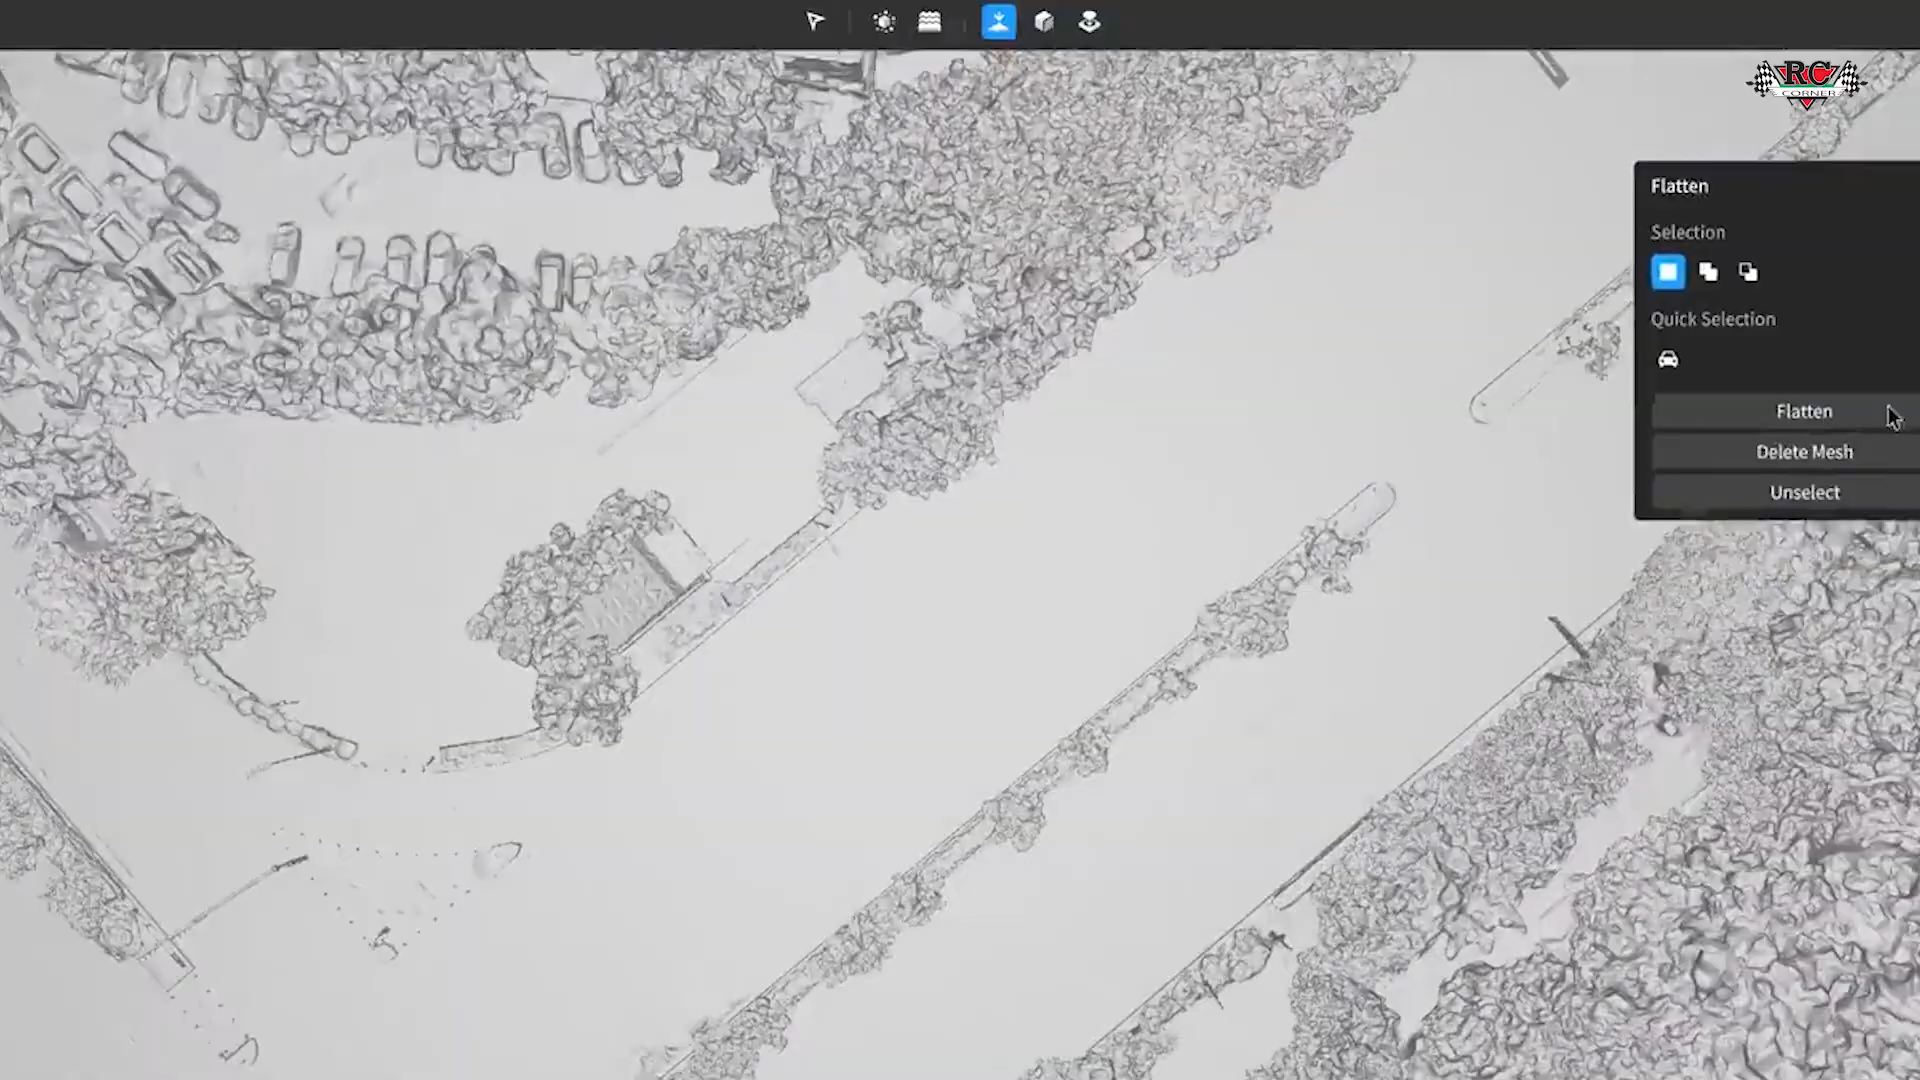 RC
CORNER
Flatten
Selection
Quick Selection
Flatten
Delete Mesh
Unselect